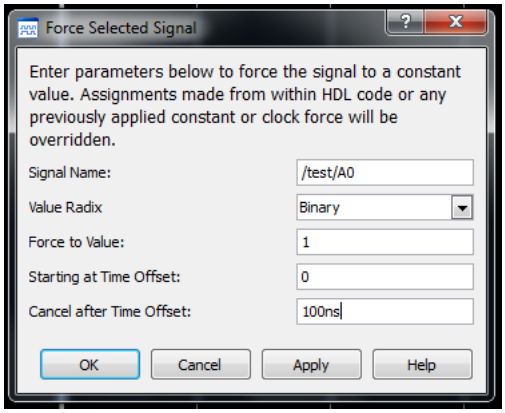 Force Selected Signal
? x
Enter parameters below to force the signal to a constant
value. Assignments made from within HDL code or any
previously applied constant or clock force will be
overridden.
Signal Name: /test/A0
Value Radix Binary
Force to Value: 1
Starting at Time Offset: 0
Cancel after Time Offset: 100ns
OK Cancel Apply Help